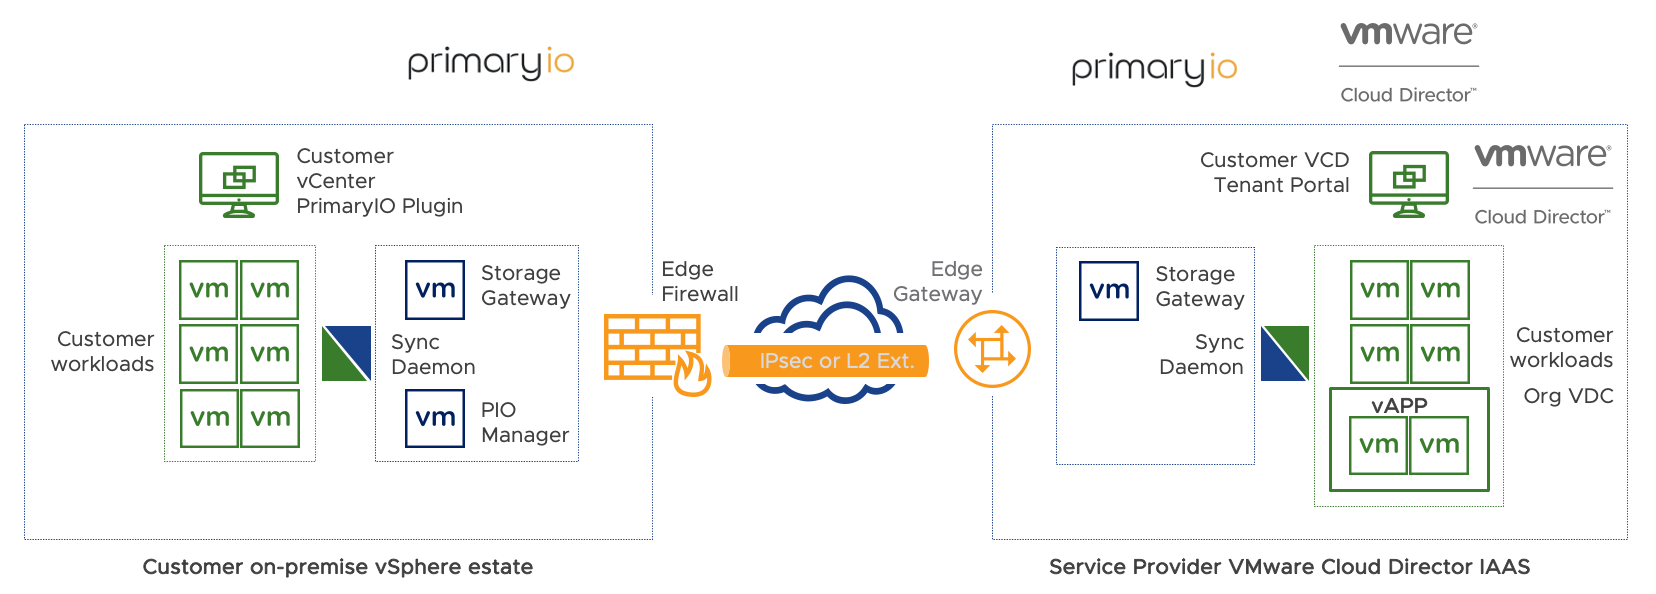 primaryio
primaryio
vmware®
Cloud Director™
Customer
vCenter
PrimaryIO Plugin
vm vm
vm vm
vm vm
Customer
workloads
vm
Storage
Gateway
Sync
Daemon
vm
PIO
Manager
Edge
Firewall
IPsec or L2 Ext.
Edge
Gateway
Customer VCD
Tenant Portal
vmware®
Cloud Director™
vm
Storage
Gateway
Sync
Daemon
vm vm
vm vm
vAPP
vm vm
Customer
workloads
Org VDC
Customer on-premise vSphere estate
Service Provider VMware Cloud Director IAAS